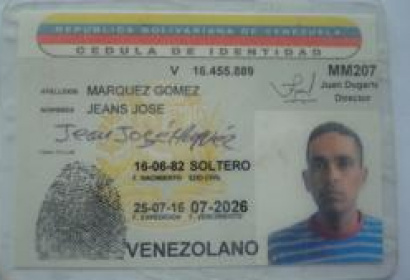 REPUBLICA BOLIVARIANA DE VENEZUELA
CEDULA DE IDENTIDAD
V 16.455.889 MM207
Juan Dugarte
Director
APELLIDOS MARQUEZ GOMEZ
NOMBRES JEANS JOSE
Jean José Marquéz
16-06-82 SOLTERO
F. NACIMIENTO EDO CIVIL
25-07-16 07-2026
F. EXPEDICION F. VENCIMIENTO
VENEZOLANO